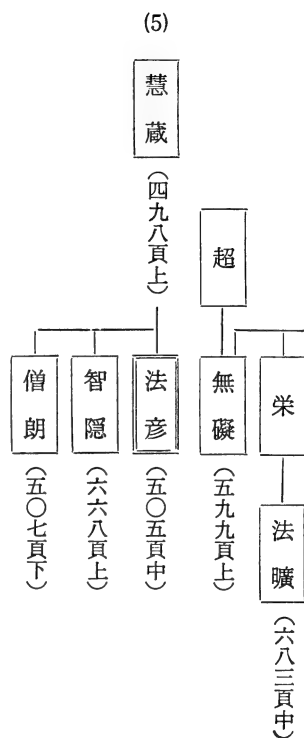 (5)
慧蔵
(四九八頁上)
超
栄
法彦
(五〇五頁中)
智隠
(六六八頁上)
僧朗
(五〇七頁下)
無礙
(五九九頁上)
法曠
(六八三頁中)